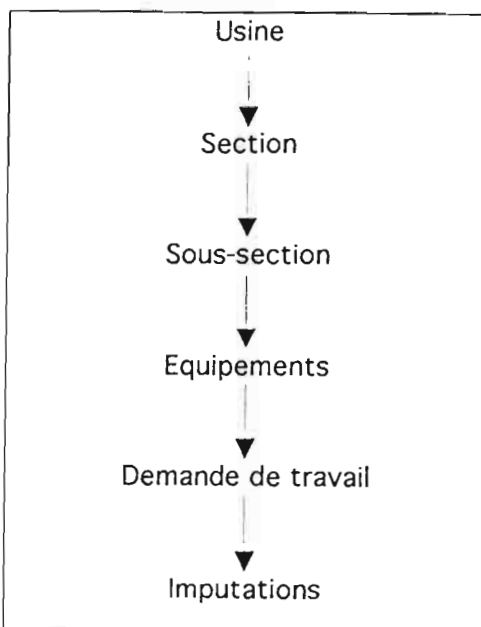 Usine
Section
Sous-section
Equipements
Demande de travail
Imputations